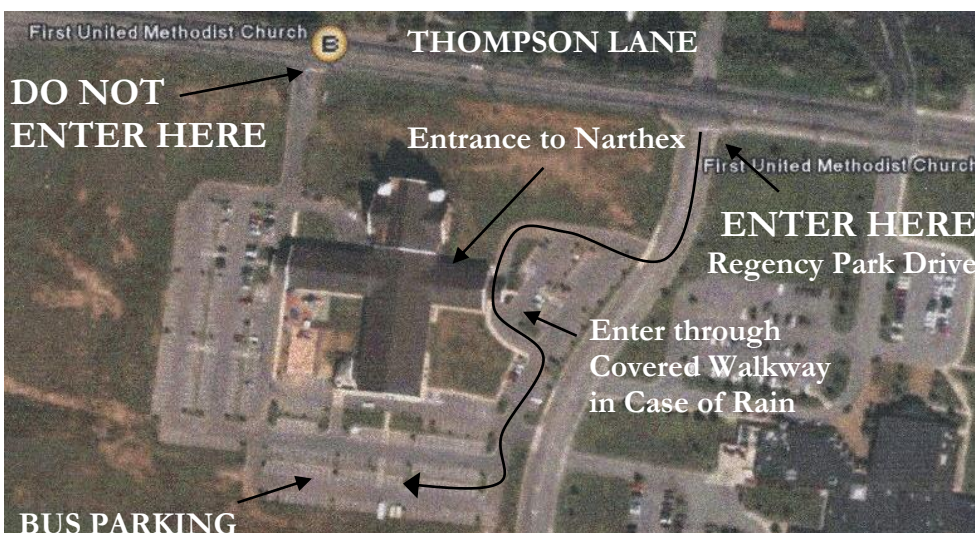 First United Methodist Church
B
THOMPSON LANE
DO NOT
ENTER HERE
Entrance to Narthex
First United Methodist Church
ENTER HERE
Regency Park Drive
Enter through
Covered Walkway
in Case of Rain
BUS PARKING